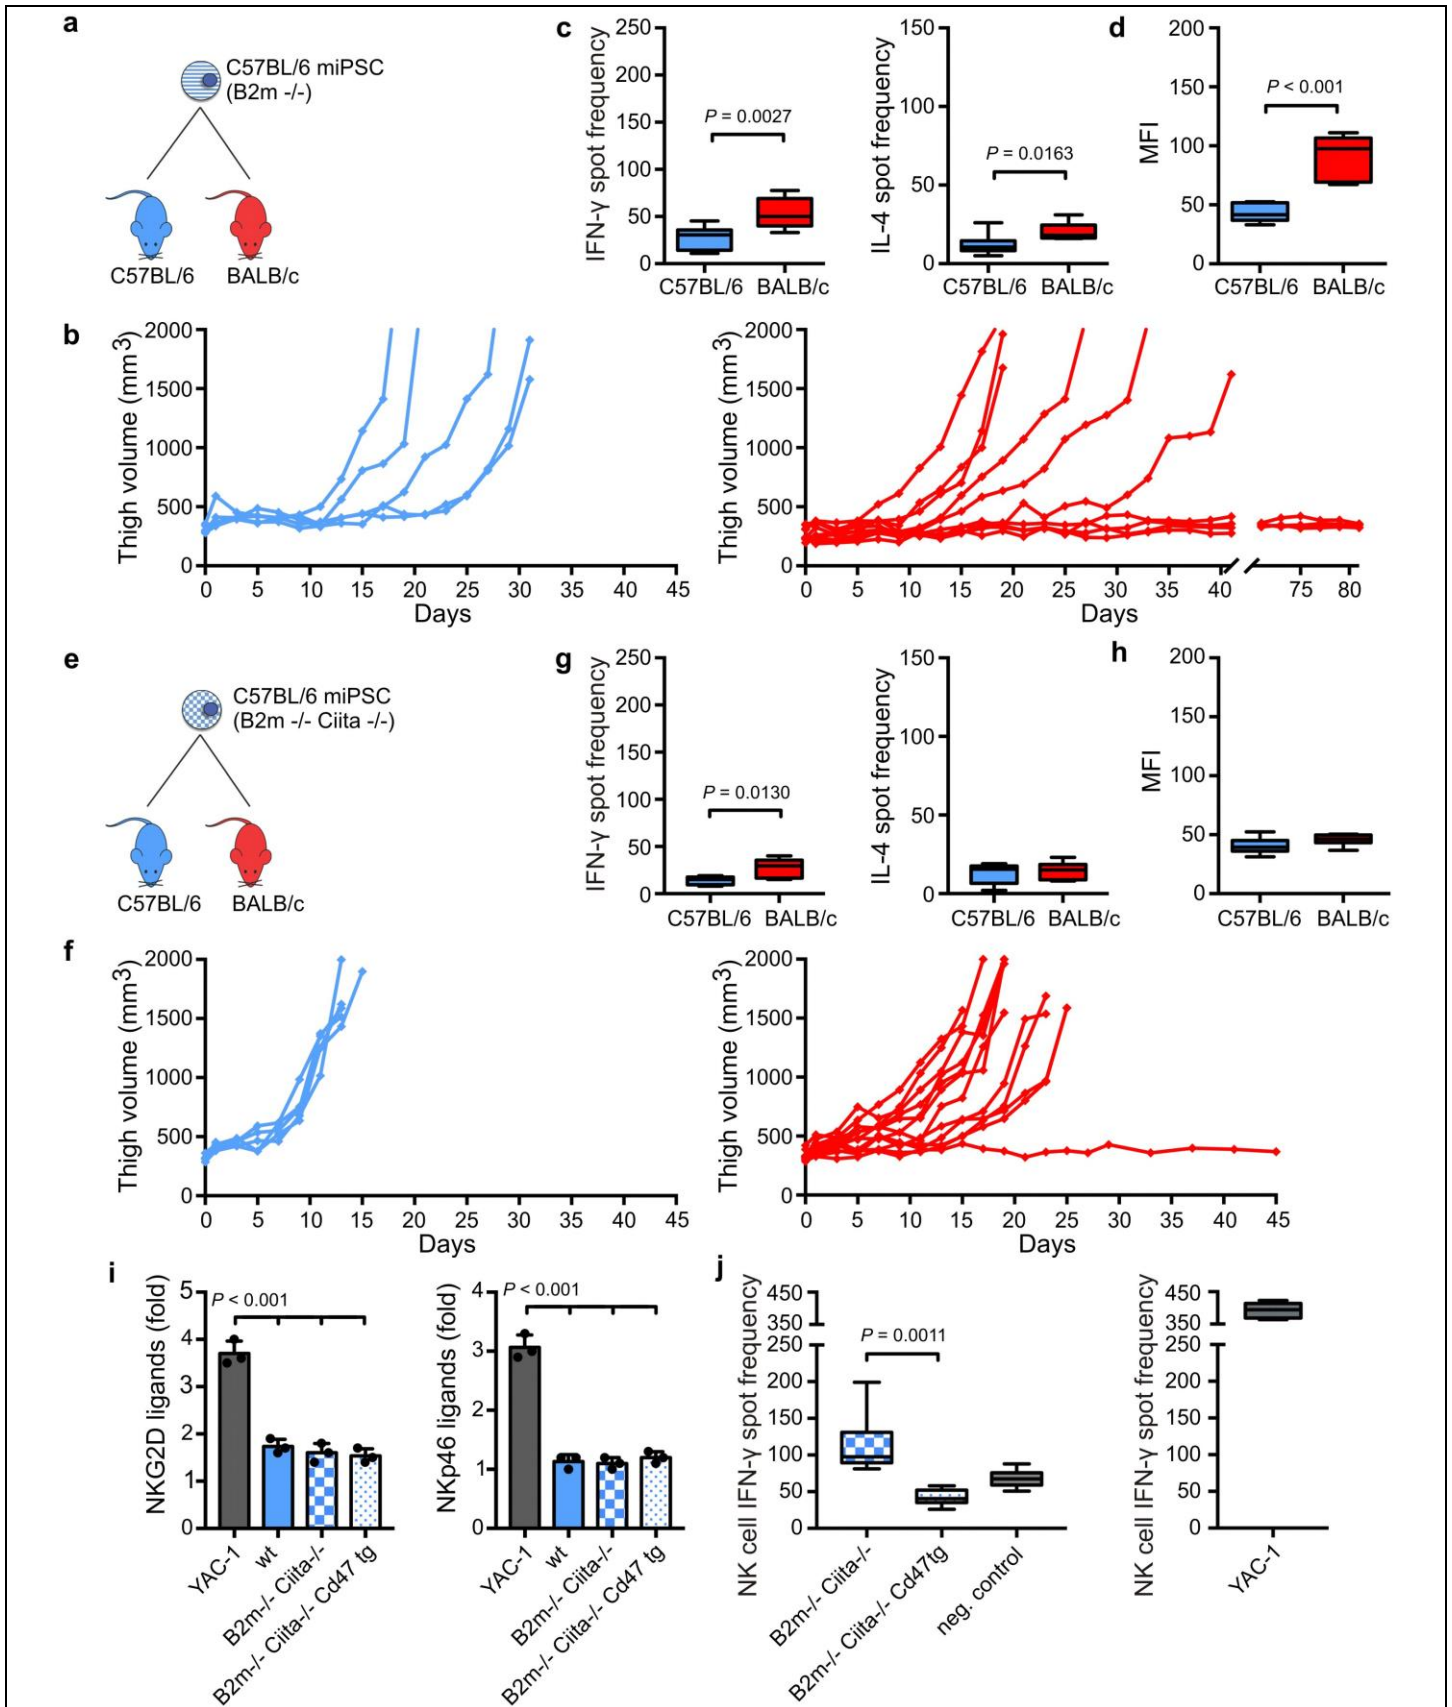 a
C57BL/6 miPSC
(B2m -/-)
C57BL/6
BALB/c
c
IFN-γ spot frequency
250
200
150
100
50
0
P = 0.0027
C57BL/6
BALB/c
IL-4 spot frequency
150
100
50
0
P = 0.0163
C57BL/6
BALB/c
d
MFI
200
150
100
50
0
P < 0.001
C57BL/6
BALB/c
b
Thigh volume (mm3)
2000
1500
1000
500
0
0 5 10 15 20 25 30 35 40 45
Days
Thigh volume (mm3)
2000
1500
1000
500
0
0 5 10 15 20 25 30 35 40 75 80
Days
e
C57BL/6 miPSC
(B2m -/- Ciita -/-)
C57BL/6
BALB/c
g
IFN-γ spot frequency
250
200
150
100
50
0
P = 0.0130
C57BL/6
BALB/c
IL-4 spot frequency
150
100
50
0
C57BL/6
BALB/c
h
MFI
200
150
100
50
0
C57BL/6
BALB/c
f
Thigh volume (mm3)
2000
1500
1000
500
0
0 5 10 15 20 25 30 35 40 45
Days
Thigh volume (mm3)
2000
1500
1000
500
0
0 5 10 15 20 25 30 35 40 45
Days
i
NKG2D ligands (fold)
5
4
3
2
1
0
P < 0.001
YAC-1
wt
B2m-/- Ciita-/-
B2m-/- Ciita-/- Cd47 tg
NKp46 ligands (fold)
4
3
2
1
0
P < 0.001
YAC-1
wt
B2m-/- Ciita-/-
B2m-/- Ciita-/- Cd47 tg
j
NK cell IFN-γ spot frequency
450
350
250
200
150
100
50
0
P = 0.0011
B2m-/- Ciita-/-
B2m-/- Ciita-/- Cd47tg
neg. control
NK cell IFN-γ spot frequency
450
350
250
200
150
100
50
0
YAC-1